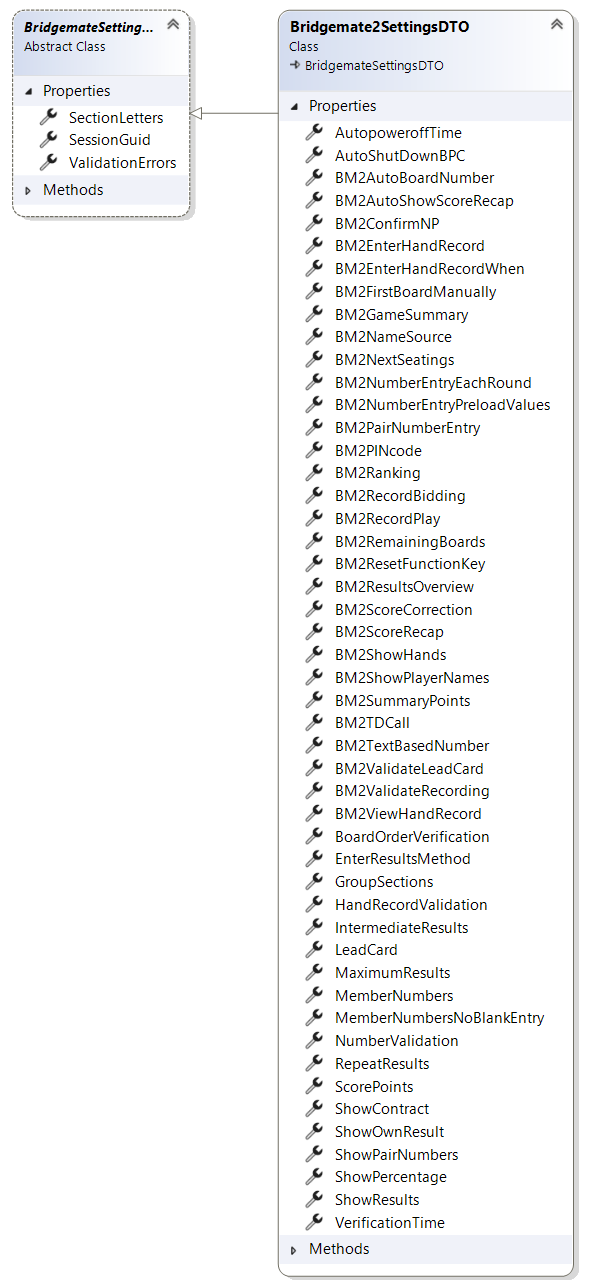 BridgemateSetting...
Abstract Class
Properties
SectionLetters
SessionGuid
ValidationErrors
Methods
Bridgemate2SettingsDTO
Class
BridgemateSettingsDTO
Properties
AutopoweroffTime
AutoShutDownBPC
BM2AutoBoardNumber
BM2AutoShowScoreRecap
BM2ConfirmNP
BM2EnterHandRecord
BM2EnterHandRecordWhen
BM2FirstBoardManually
BM2GameSummary
BM2NameSource
BM2NextSeatings
BM2NumberEntryEachRound
BM2NumberEntryPreloadValues
BM2PairNumberEntry
BM2PINcode
BM2Ranking
BM2RecordBidding
BM2RecordPlay
BM2RemainingBoards
BM2ResetFunctionKey
BM2ResultsOverview
BM2ScoreCorrection
BM2ScoreRecap
BM2ShowHands
BM2ShowPlayerNames
BM2SummaryPoints
BM2TDCall
BM2TextBasedNumber
BM2ValidateLeadCard
BM2ValidateRecording
BM2ViewHandRecord
BoardOrderVerification
EnterResultsMethod
GroupSections
HandRecordValidation
IntermediateResults
LeadCard
MaximumResults
MemberNumbers
MemberNumbersNoBlankEntry
NumberValidation
RepeatResults
ScorePoints
ShowContract
ShowOwnResult
ShowPairNumbers
ShowPercentage
ShowResults
VerificationTime
Methods